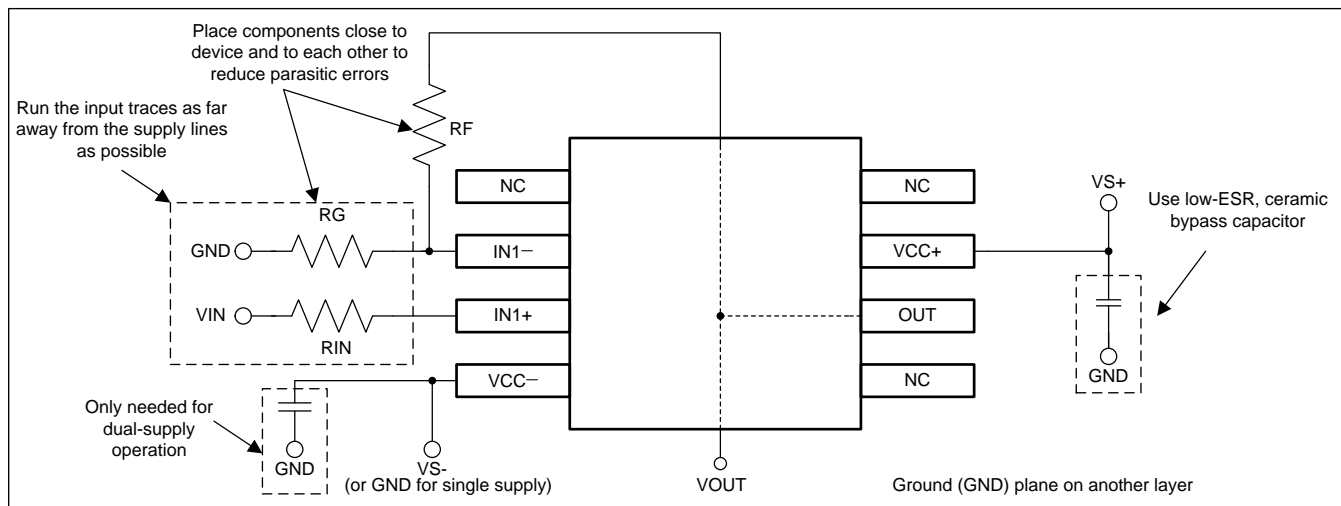 Place components close to
device and to each other to
reduce parasitic errors
Run the input traces as far
away from the supply lines
as possible
RF
NC
NC
VS+
Use low-ESR, ceramic
bypass capacitor
RG
GND
IN1−
VCC+
VIN
IN1+
OUT
RIN
VCC−
NC
GND
Only needed for
dual-supply
operation
GND
VS-
(or GND for single supply)
VOUT
Ground (GND) plane on another layer